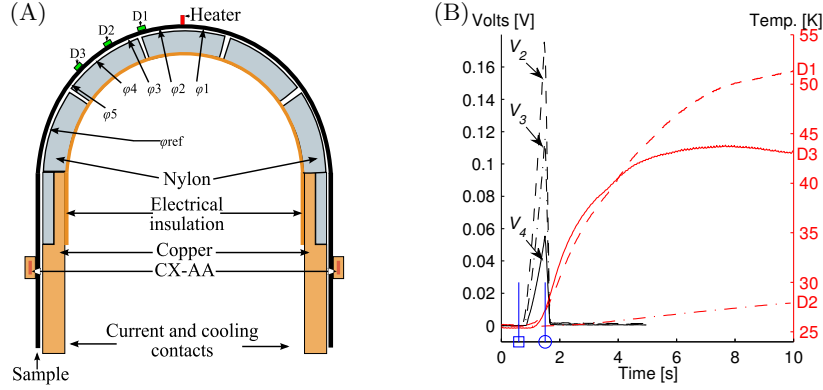 (A)
Heater
D1
D2
D3
φ5
φ4
φ3
φ2
φ1
φref
Nylon
Electrical
insulation
Copper
CX-AA
Current and cooling
contacts
Sample
(B)
Volts [V]
Temp. [K]
0.16
0.14
0.12
0.1
0.08
0.06
0.04
0.02
0
V2
V3
V4
D1
50
45
D3
40
35
30
D2
25
0 2 4 6 8 10
Time [s]